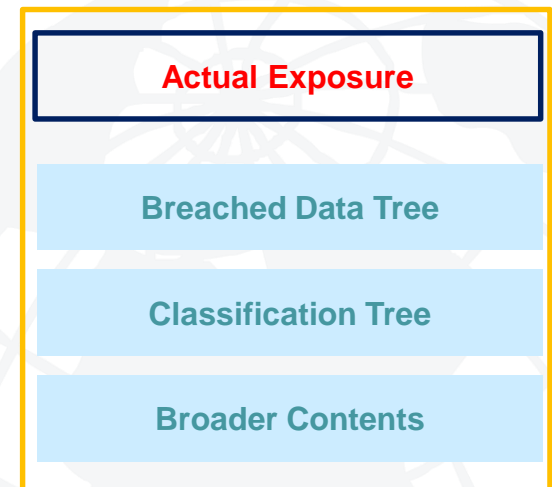 Actual Exposure
Breached Data Tree
Classification Tree
Broader Contents